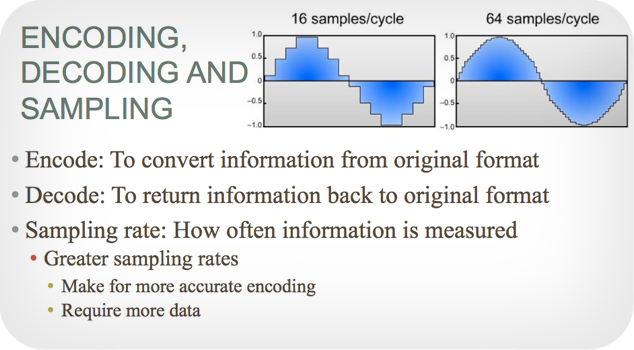 ENCODING,
DECODING AND
SAMPLING
16 samples/cycle
1.0
0.5
0
−0.5
−1.0
64 samples/cycle
1.0
0.5
0
−0.5
−1.0
• Encode: To convert information from original format
• Decode: To return information back to original format
• Sampling rate: How often information is measured
• Greater sampling rates
• Make for more accurate encoding
• Require more data